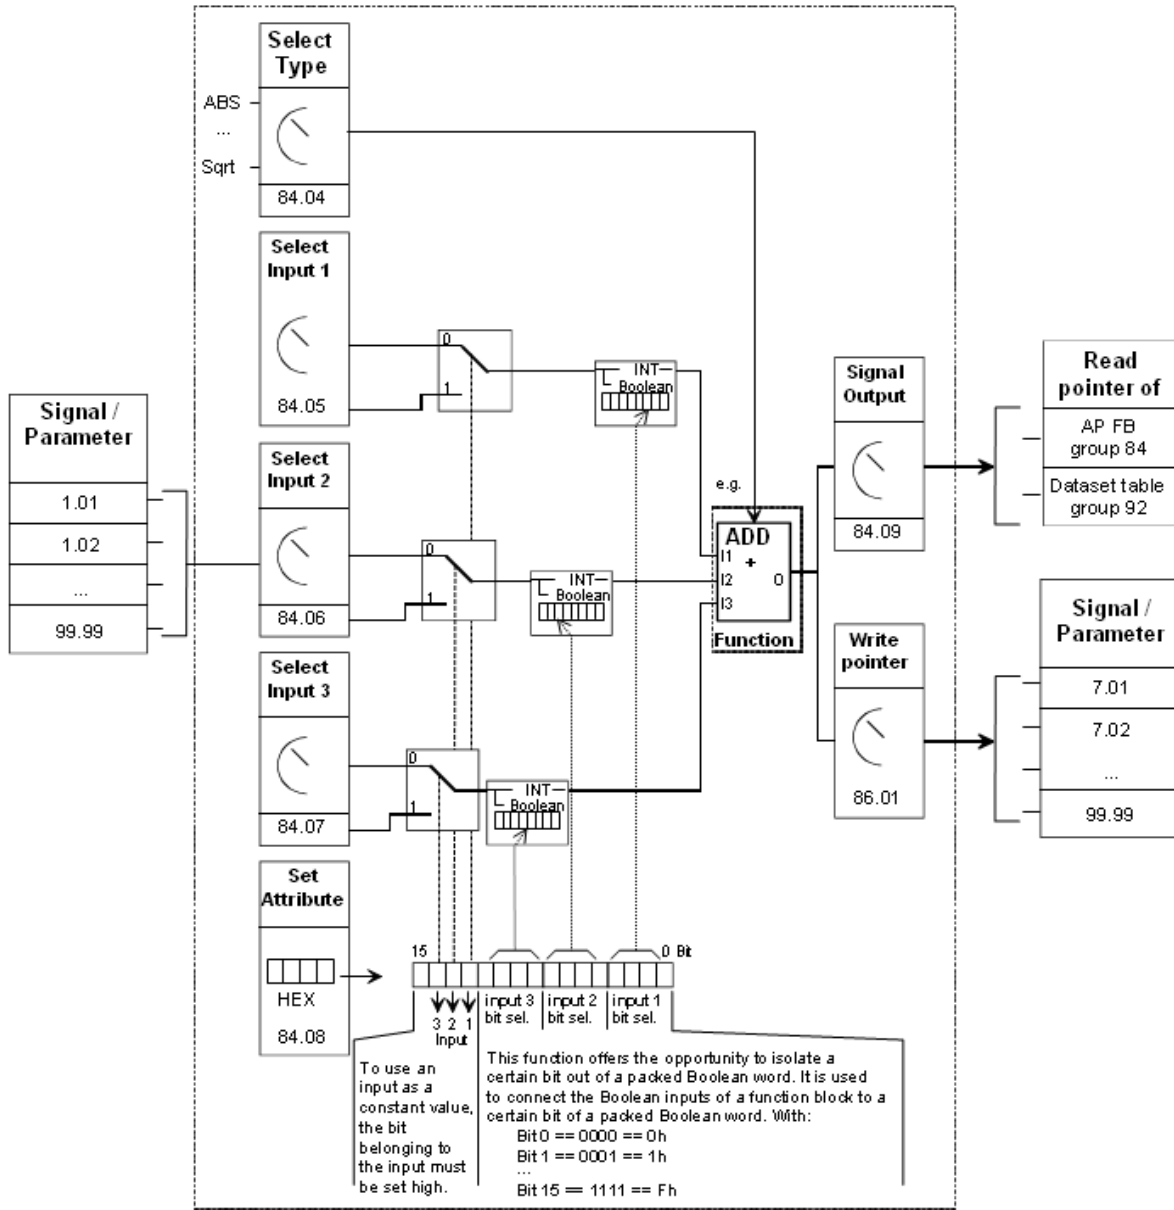 Select
Type
ABS
...
Sqrt
84.04
Select
Input 1
84.05
0
1
INT
Boolean
Signal /
Parameter
1.01
1.02
...
99.99
Select
Input 2
84.06
0
1
INT
Boolean
Select
Input 3
84.07
0
1
INT
Boolean
e.g.
ADD
+
I1
I2
I3
O
Function
Signal
Output
84.09
Write
pointer
86.01
Read
pointer of
AP FB
group 84
Dataset table
group 92
Signal /
Parameter
7.01
7.02
...
99.99
Set
Attribute
HEX
84.08
15
0 Bit
3 2 1
Input
input 3
bit sel.
input 2
bit sel.
input 1
bit sel.
To use an
input as a
constant value,
the bit
belonging to
the input must
be set high.
This function offers the opportunity to isolate a
certain bit out of a packed Boolean word. It is used
to connect the Boolean inputs of a function block to a
certain bit of a packed Boolean word. With:
Bit 0 == 0000 == 0h
Bit 1 == 0001 == 1h
...
Bit 15 == 1111 == Fh